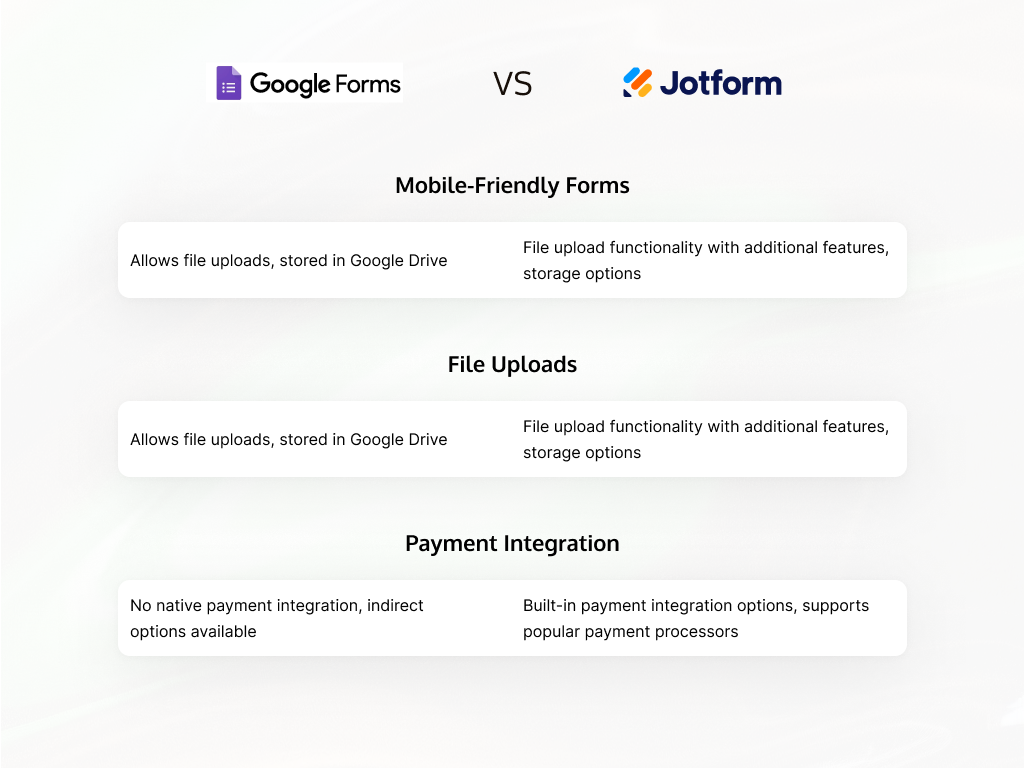 Google Forms VS Jotform
Mobile-Friendly Forms
Allows file uploads, stored in Google Drive
File upload functionality with additional features,
storage options
File Uploads
Allows file uploads, stored in Google Drive
File upload functionality with additional features,
storage options
Payment Integration
No native payment integration, indirect
options available
Built-in payment integration options, supports
popular payment processors